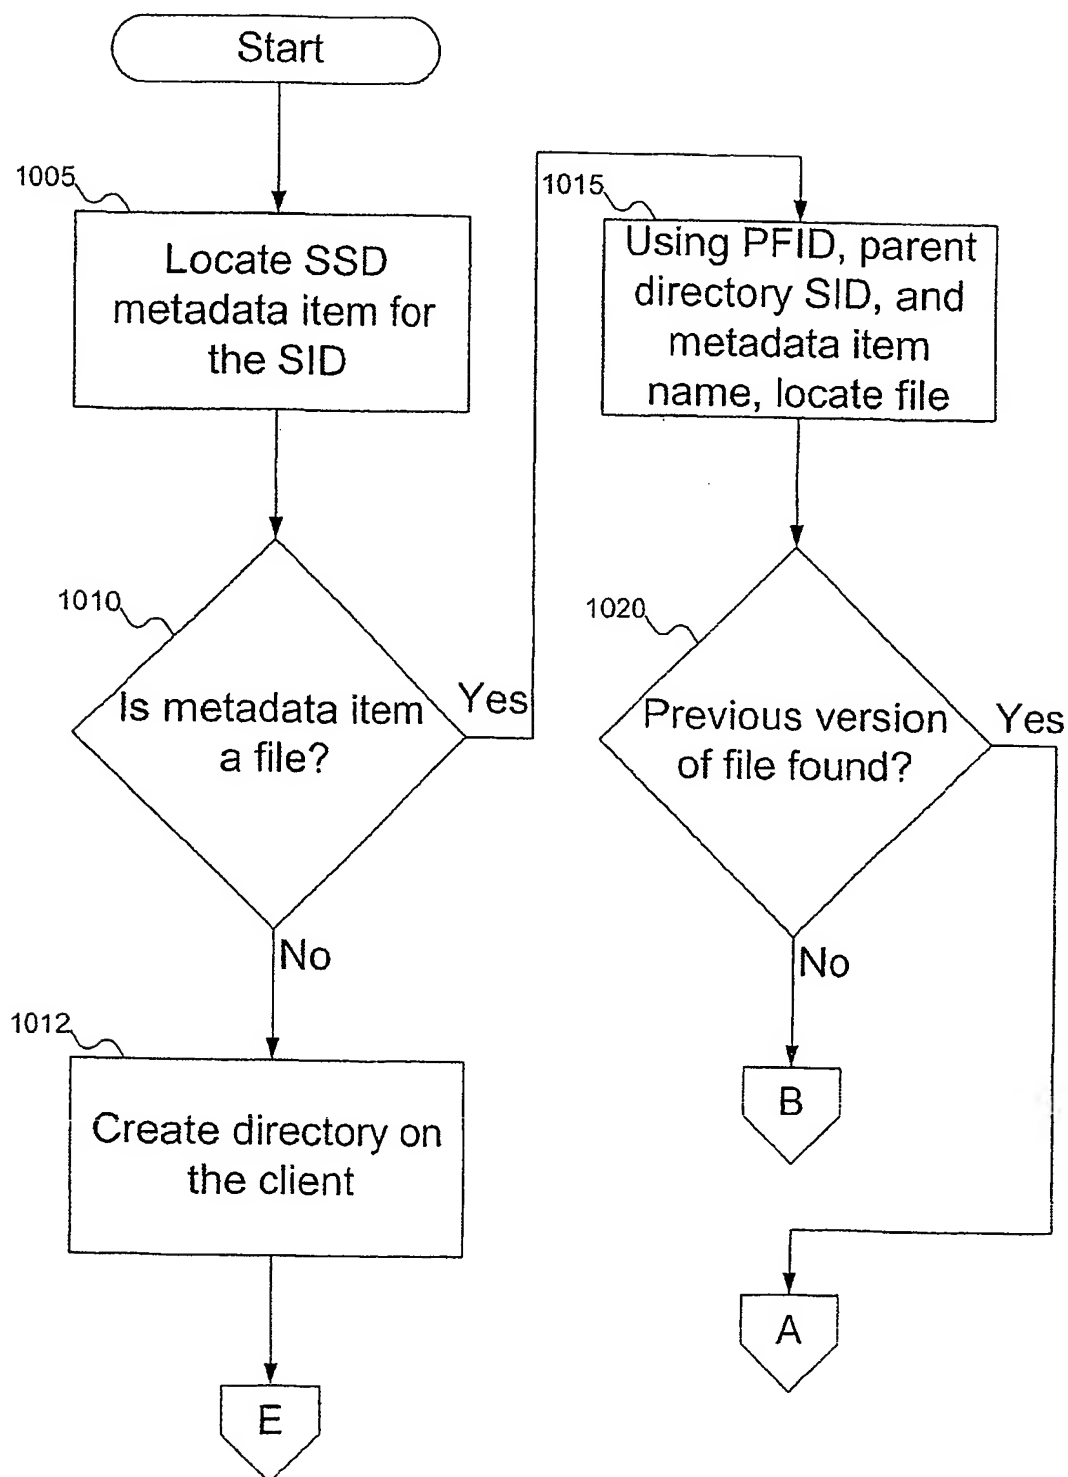 Start
1005
Locate SSD
metadata item for
the SID
1010
Is metadata item
a file?
Yes
No
1012
Create directory on
the client
E
1015
Using PFID, parent
directory SID, and
metadata item
name, locate file
1020
Previous version
of file found?
Yes
No
B
A